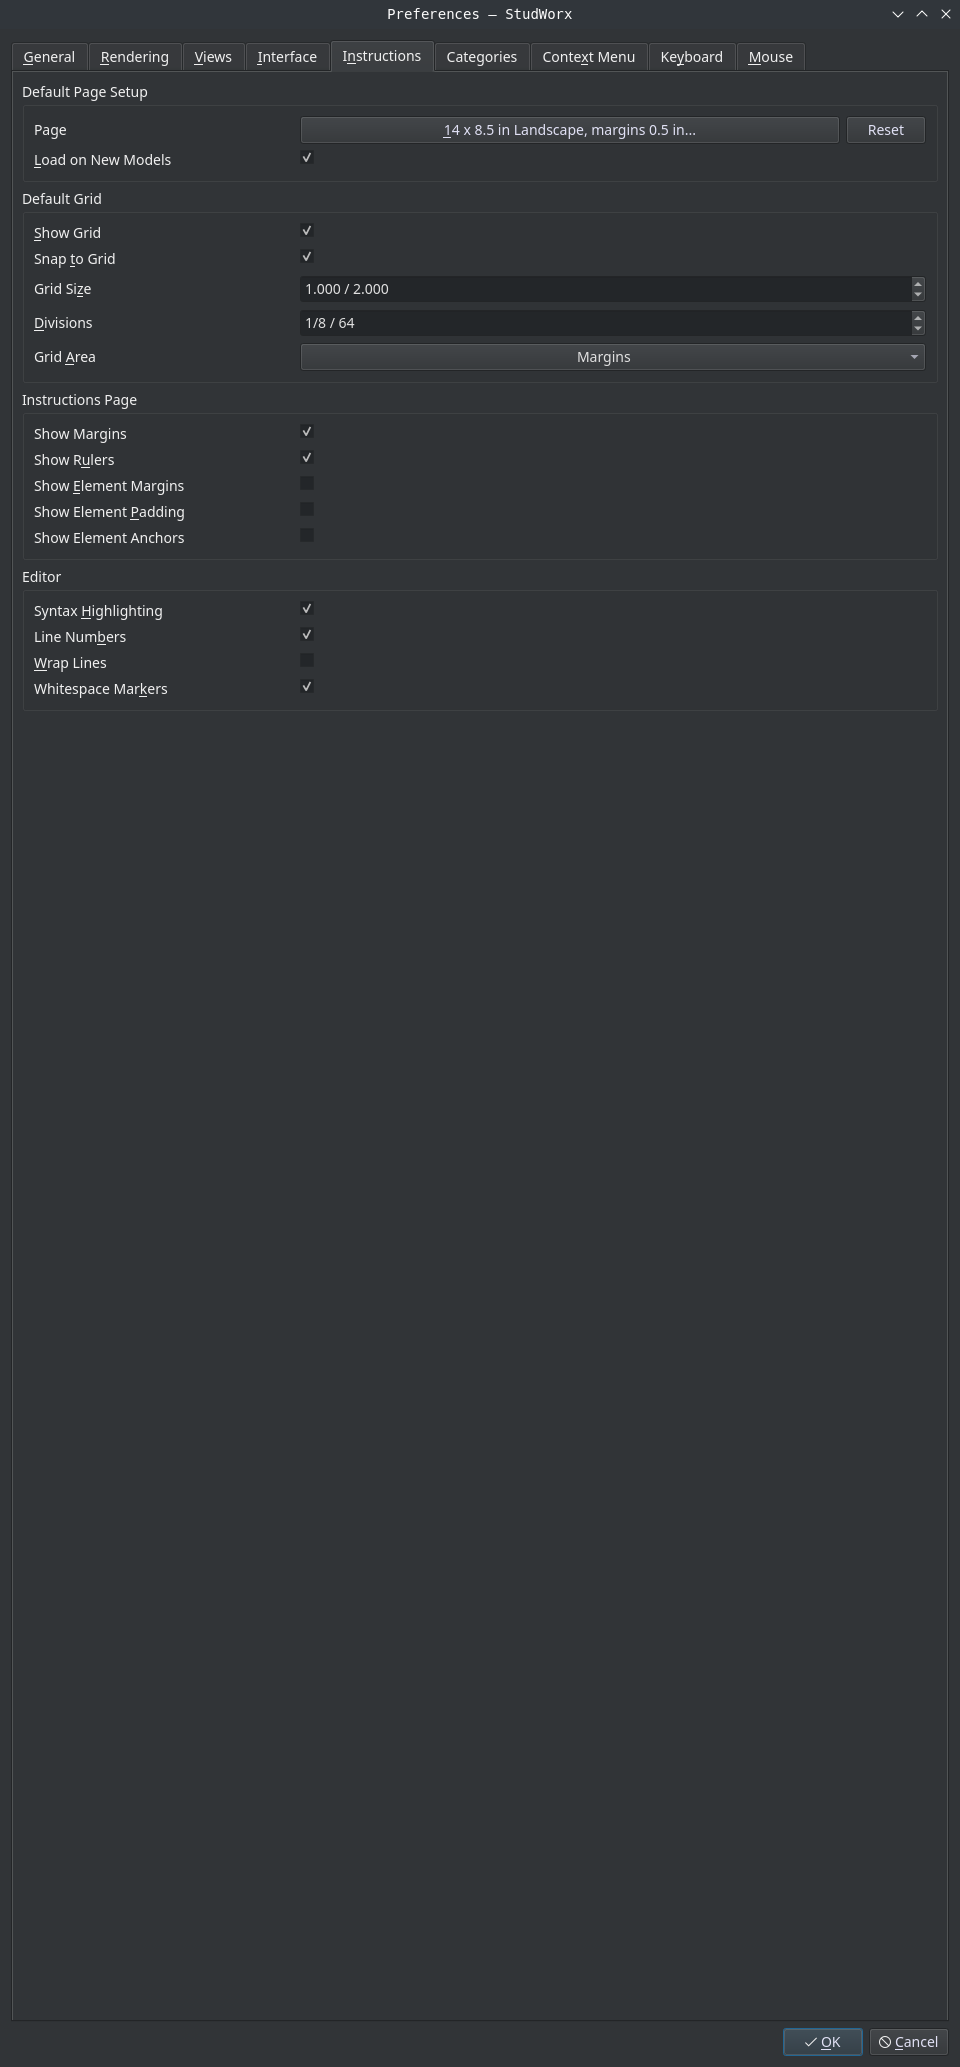 Preferences — StudWorx
General Rendering Views Interface Instructions Categories Context Menu Keyboard Mouse
Default Page Setup
Page 14 x 8.5 in Landscape, margins 0.5 in... Reset
Load on New Models
Default Grid
Show Grid
Snap to Grid
Grid Size 1.000 / 2.000
Divisions 1/8 / 64
Grid Area Margins
Instructions Page
Show Margins
Show Rulers
Show Element Margins
Show Element Padding
Show Element Anchors
Editor
Syntax Highlighting
Line Numbers
Wrap Lines
Whitespace Markers
OK Cancel